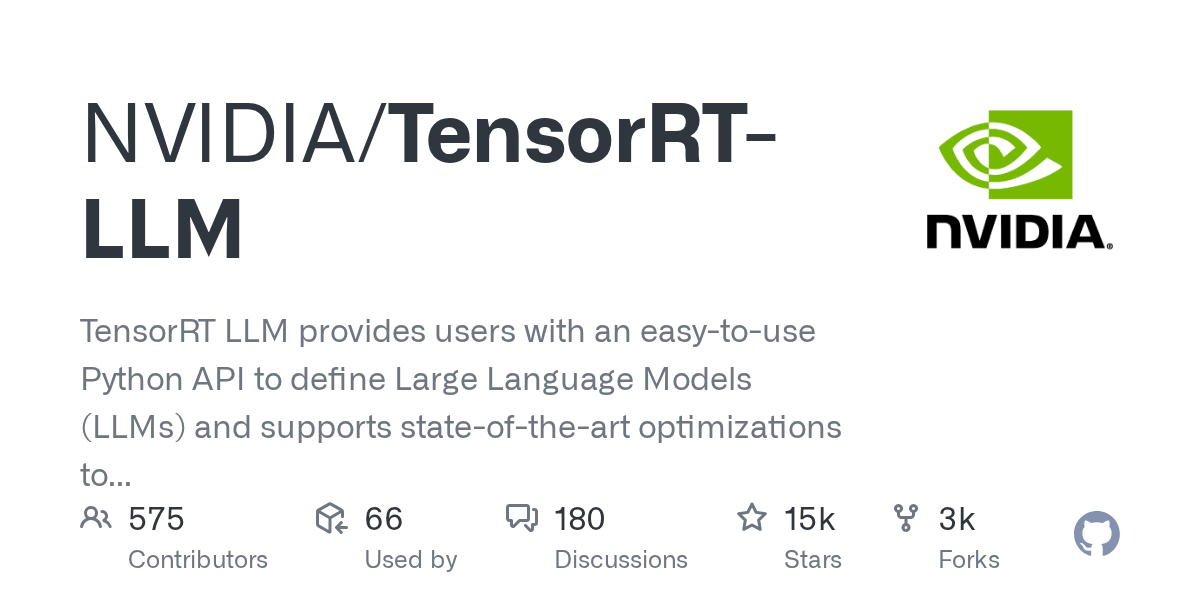 NVIDIA/TensorRT-
LLM
NVIDIA®
TensorRT LLM provides users with an easy-to-use
Python API to define Large Language Models
(LLMs) and supports state-of-the-art optimizations
to...
575 66 180 15k 3k
Contributors Used by Discussions Stars Forks